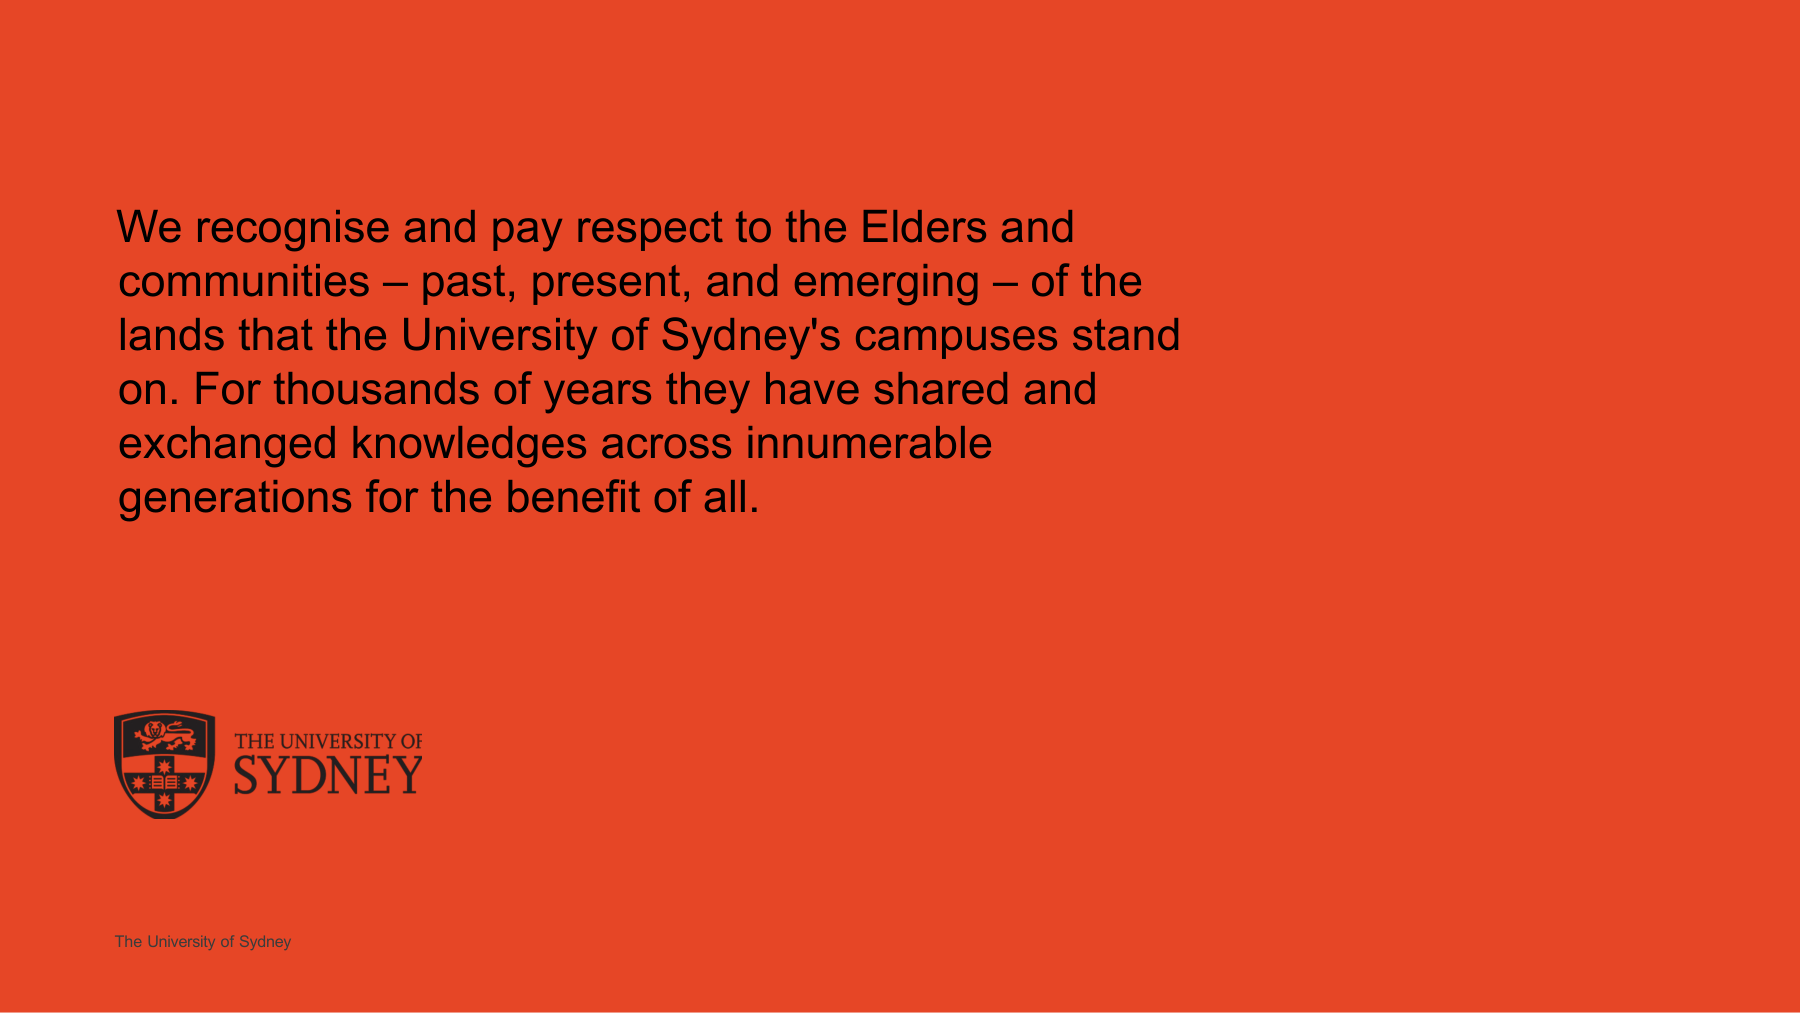 We recognise and pay respect to the Elders and
communities – past, present, and emerging – of the
lands that the University of Sydney's campuses stand
on. For thousands of years they have shared and
exchanged knowledges across innumerable
generations for the benefit of all.
THE UNIVERSITY OF
SYDNEY
The University of Sydney